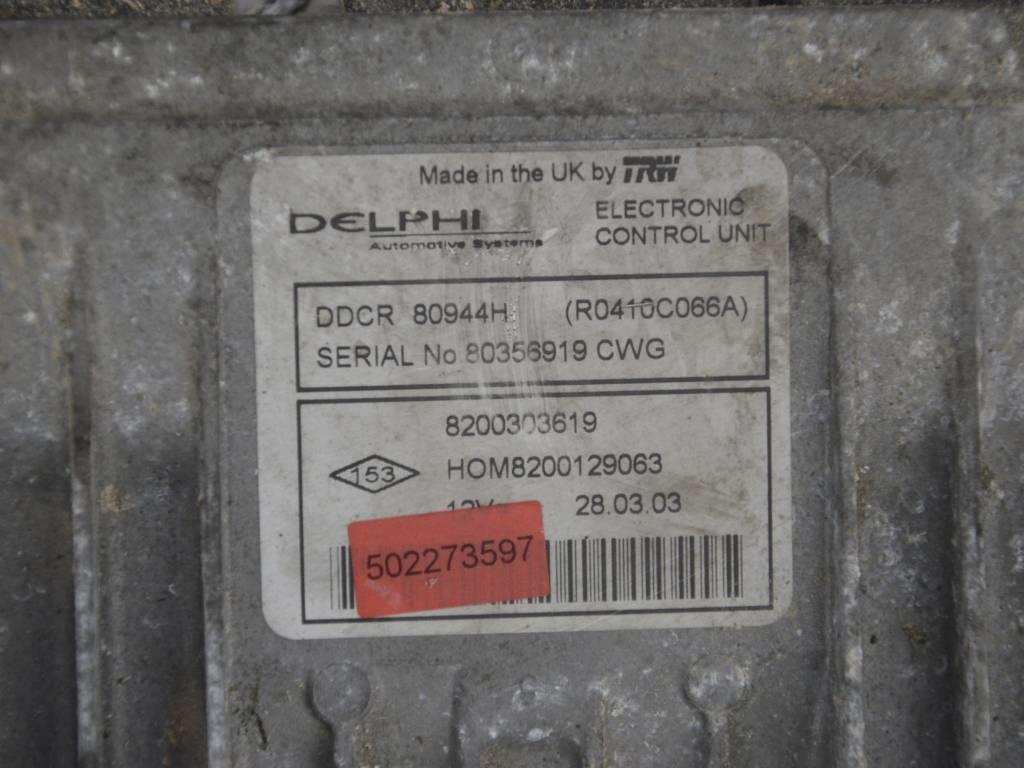 Made in the UK by TRW
DELPHI
Automotive Systems
ELECTRONIC
CONTROL UNIT
DDCR 80944H (R0410C066A)
SERIAL No 80356919 CWG
8200303619
153 HOM8200129063
12V 28.03.03
502273597